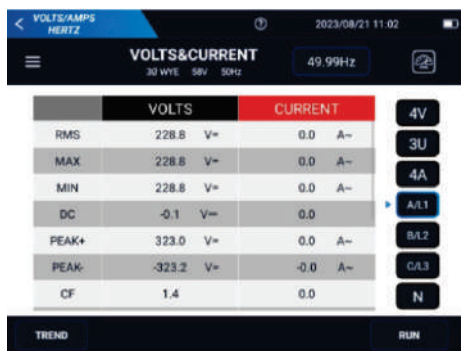 VOLTS/AMPS
HERTZ
2023/08/21 11:02
VOLTS&CURRENT
3Ø WYE 58V 50Hz
49.99Hz
VOLTS CURRENT
RMS 228.8 V~ 0.0 A~
MAX 228.8 V~ 0.0 A~
MIN 228.8 V~ 0.0 A~
DC -0.1 V⎓ 0.0
PEAK+ 323.0 V~ 0.0 A~
PEAK- -323.2 V~ -0.0 A~
CF 1.4 0.0
4V
3U
4A
A/L1
B/L2
C/L3
N
TREND RUN